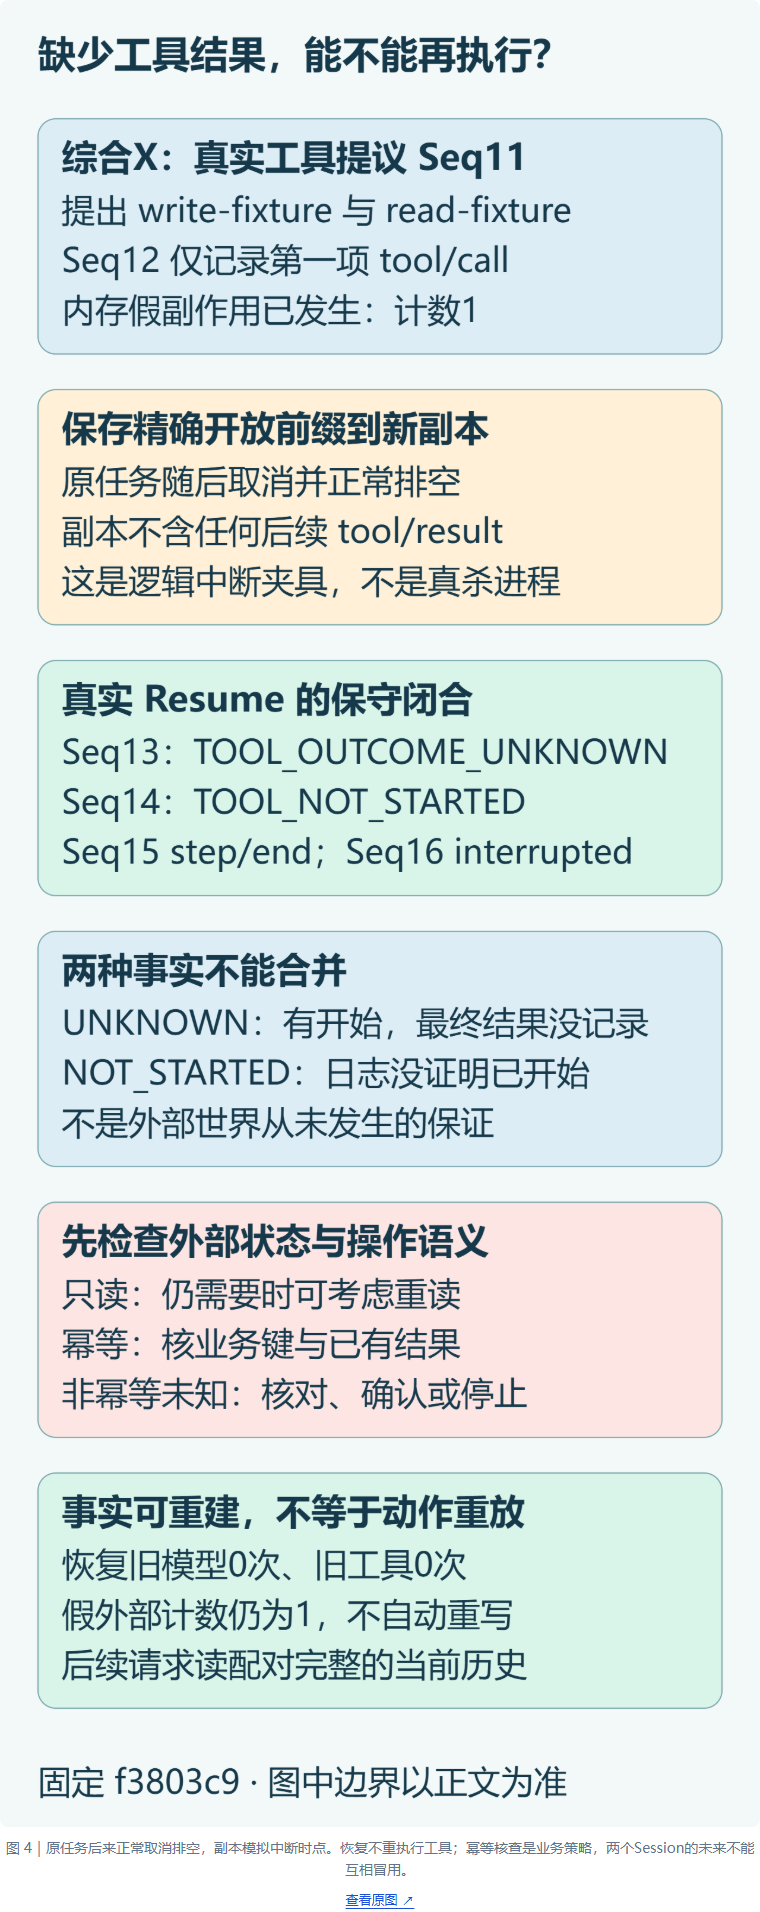 缺少工具结果，能不能再执行？
综合X：真实工具提议 Seq11
提出 write-fixture 与 read-fixture
Seq12 仅记录第一项 tool/call
内存假副作用已发生：计数1
保存精确开放前缀到新副本
原任务随后取消并正常排空
副本不含任何后续 tool/result
这是逻辑中断夹具，不是真杀进程
真实 Resume 的保守闭合
Seq13：TOOL_OUTCOME_UNKNOWN
Seq14：TOOL_NOT_STARTED
Seq15 step/end；Seq16 interrupted
两种事实不能合并
UNKNOWN：有开始，最终结果没记录
NOT_STARTED：日志没证明已开始
不是外部世界从未发生的保证
先检查外部状态与操作语义
只读：仍需要时可考虑重读
幂等：核业务键与已有结果
非幂等未知：核对、确认或停止
事实可重建，不等于动作重放
恢复旧模型0次、旧工具0次
假外部计数仍为1，不自动重写
后续请求读配对完整的当前历史
固定 f3803c9 · 图中边界以正文为准
图 4｜原任务后来正常取消排空，副本模拟中断时点。恢复不重执行工具；幂等核查是业务策略，两个Session的未来不能
互相冒用。
查看原图 ↗